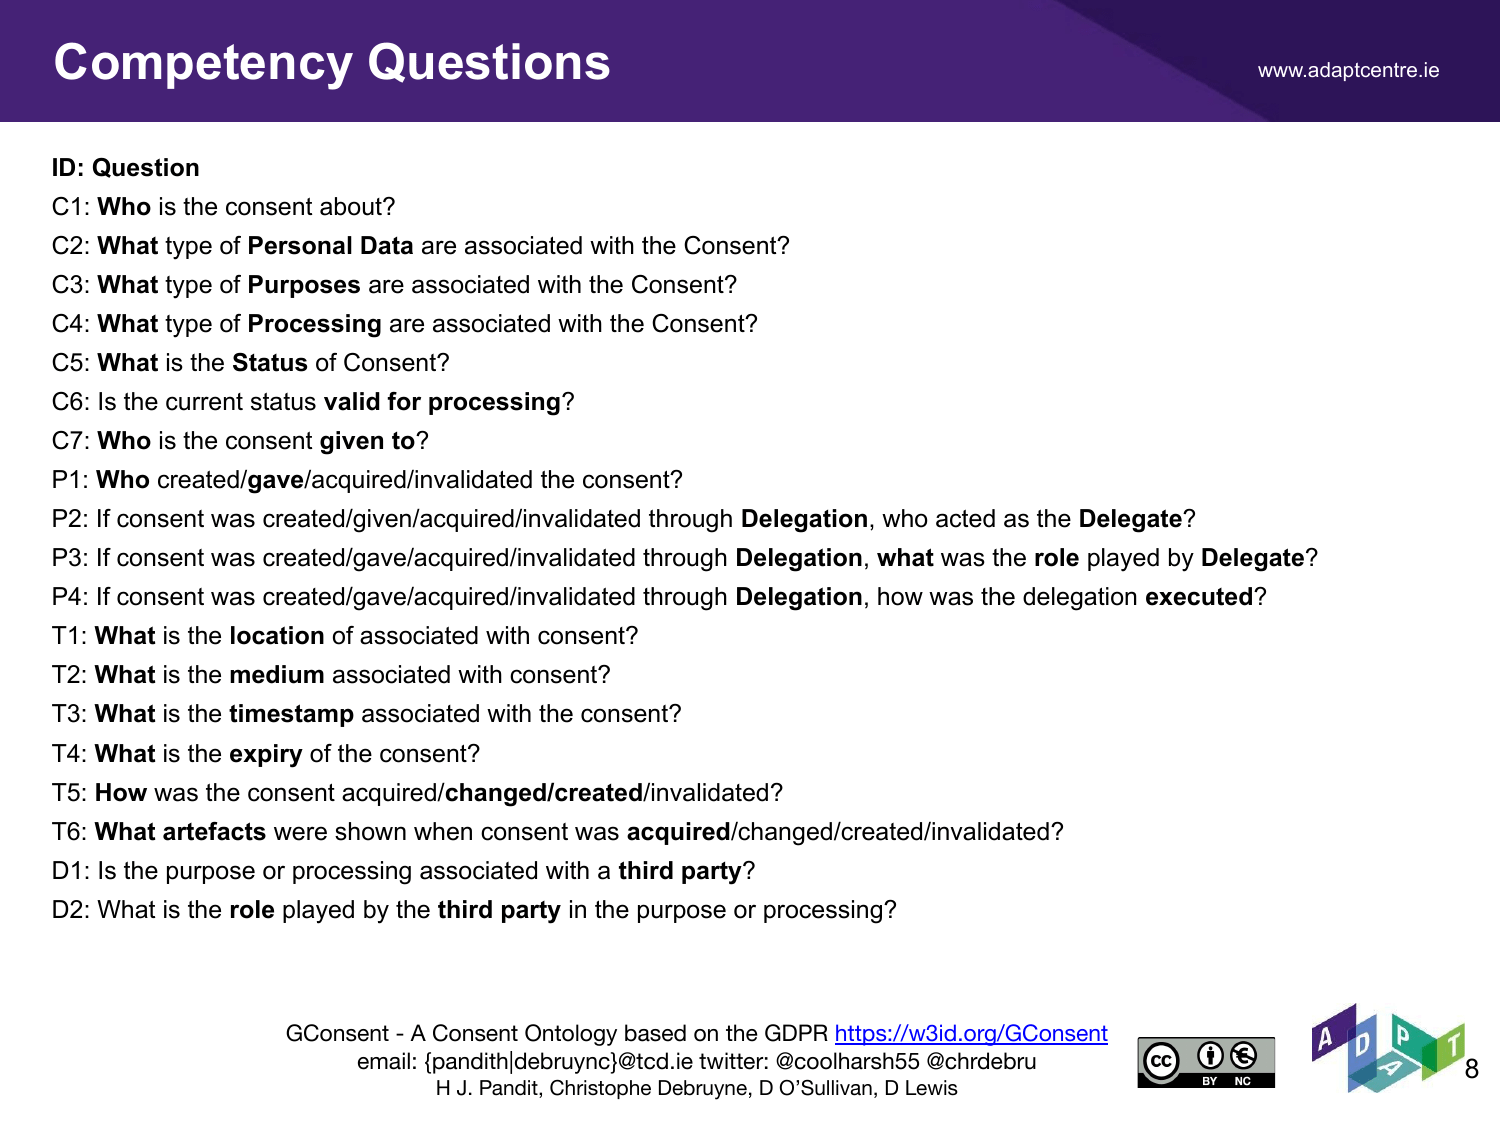 Competency Questions
www.adaptcentre.ie
ID: Question
C1: Who is the consent about?
C2: What type of Personal Data are associated with the Consent?
C3: What type of Purposes are associated with the Consent?
C4: What type of Processing are associated with the Consent?
C5: What is the Status of Consent?
C6: Is the current status valid for processing?
C7: Who is the consent given to?
P1: Who created/gave/acquired/invalidated the consent?
P2: If consent was created/given/acquired/invalidated through Delegation, who acted as the Delegate?
P3: If consent was created/gave/acquired/invalidated through Delegation, what was the role played by Delegate?
P4: If consent was created/gave/acquired/invalidated through Delegation, how was the delegation executed?
T1: What is the location of associated with consent?
T2: What is the medium associated with consent?
T3: What is the timestamp associated with the consent?
T4: What is the expiry of the consent?
T5: How was the consent acquired/changed/created/invalidated?
T6: What artefacts were shown when consent was acquired/changed/created/invalidated?
D1: Is the purpose or processing associated with a third party?
D2: What is the role played by the third party in the purpose or processing?
GConsent - A Consent Ontology based on the GDPR https://w3id.org/GConsent
email: {pandith|debruync}@tcd.ie twitter: @coolharsh55 @chrdebru
H J. Pandit, Christophe Debruyne, D O’Sullivan, D Lewis
cc BY NC
ADAPT
8